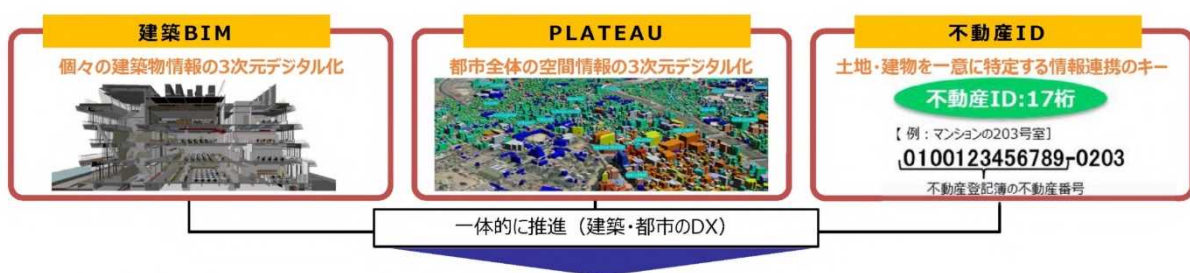 建築BIM
個々の建築物情報の3次元デジタル化
PLATEAU
都市全体の空間情報の3次元デジタル化
不動産ID
土地・建物を一意に特定する情報連携のキー
不動産ID:17桁
【例：マンションの203号室】
0100123456789-0203
不動産登記簿の不動産番号
一体的に推進（建築・都市のDX）